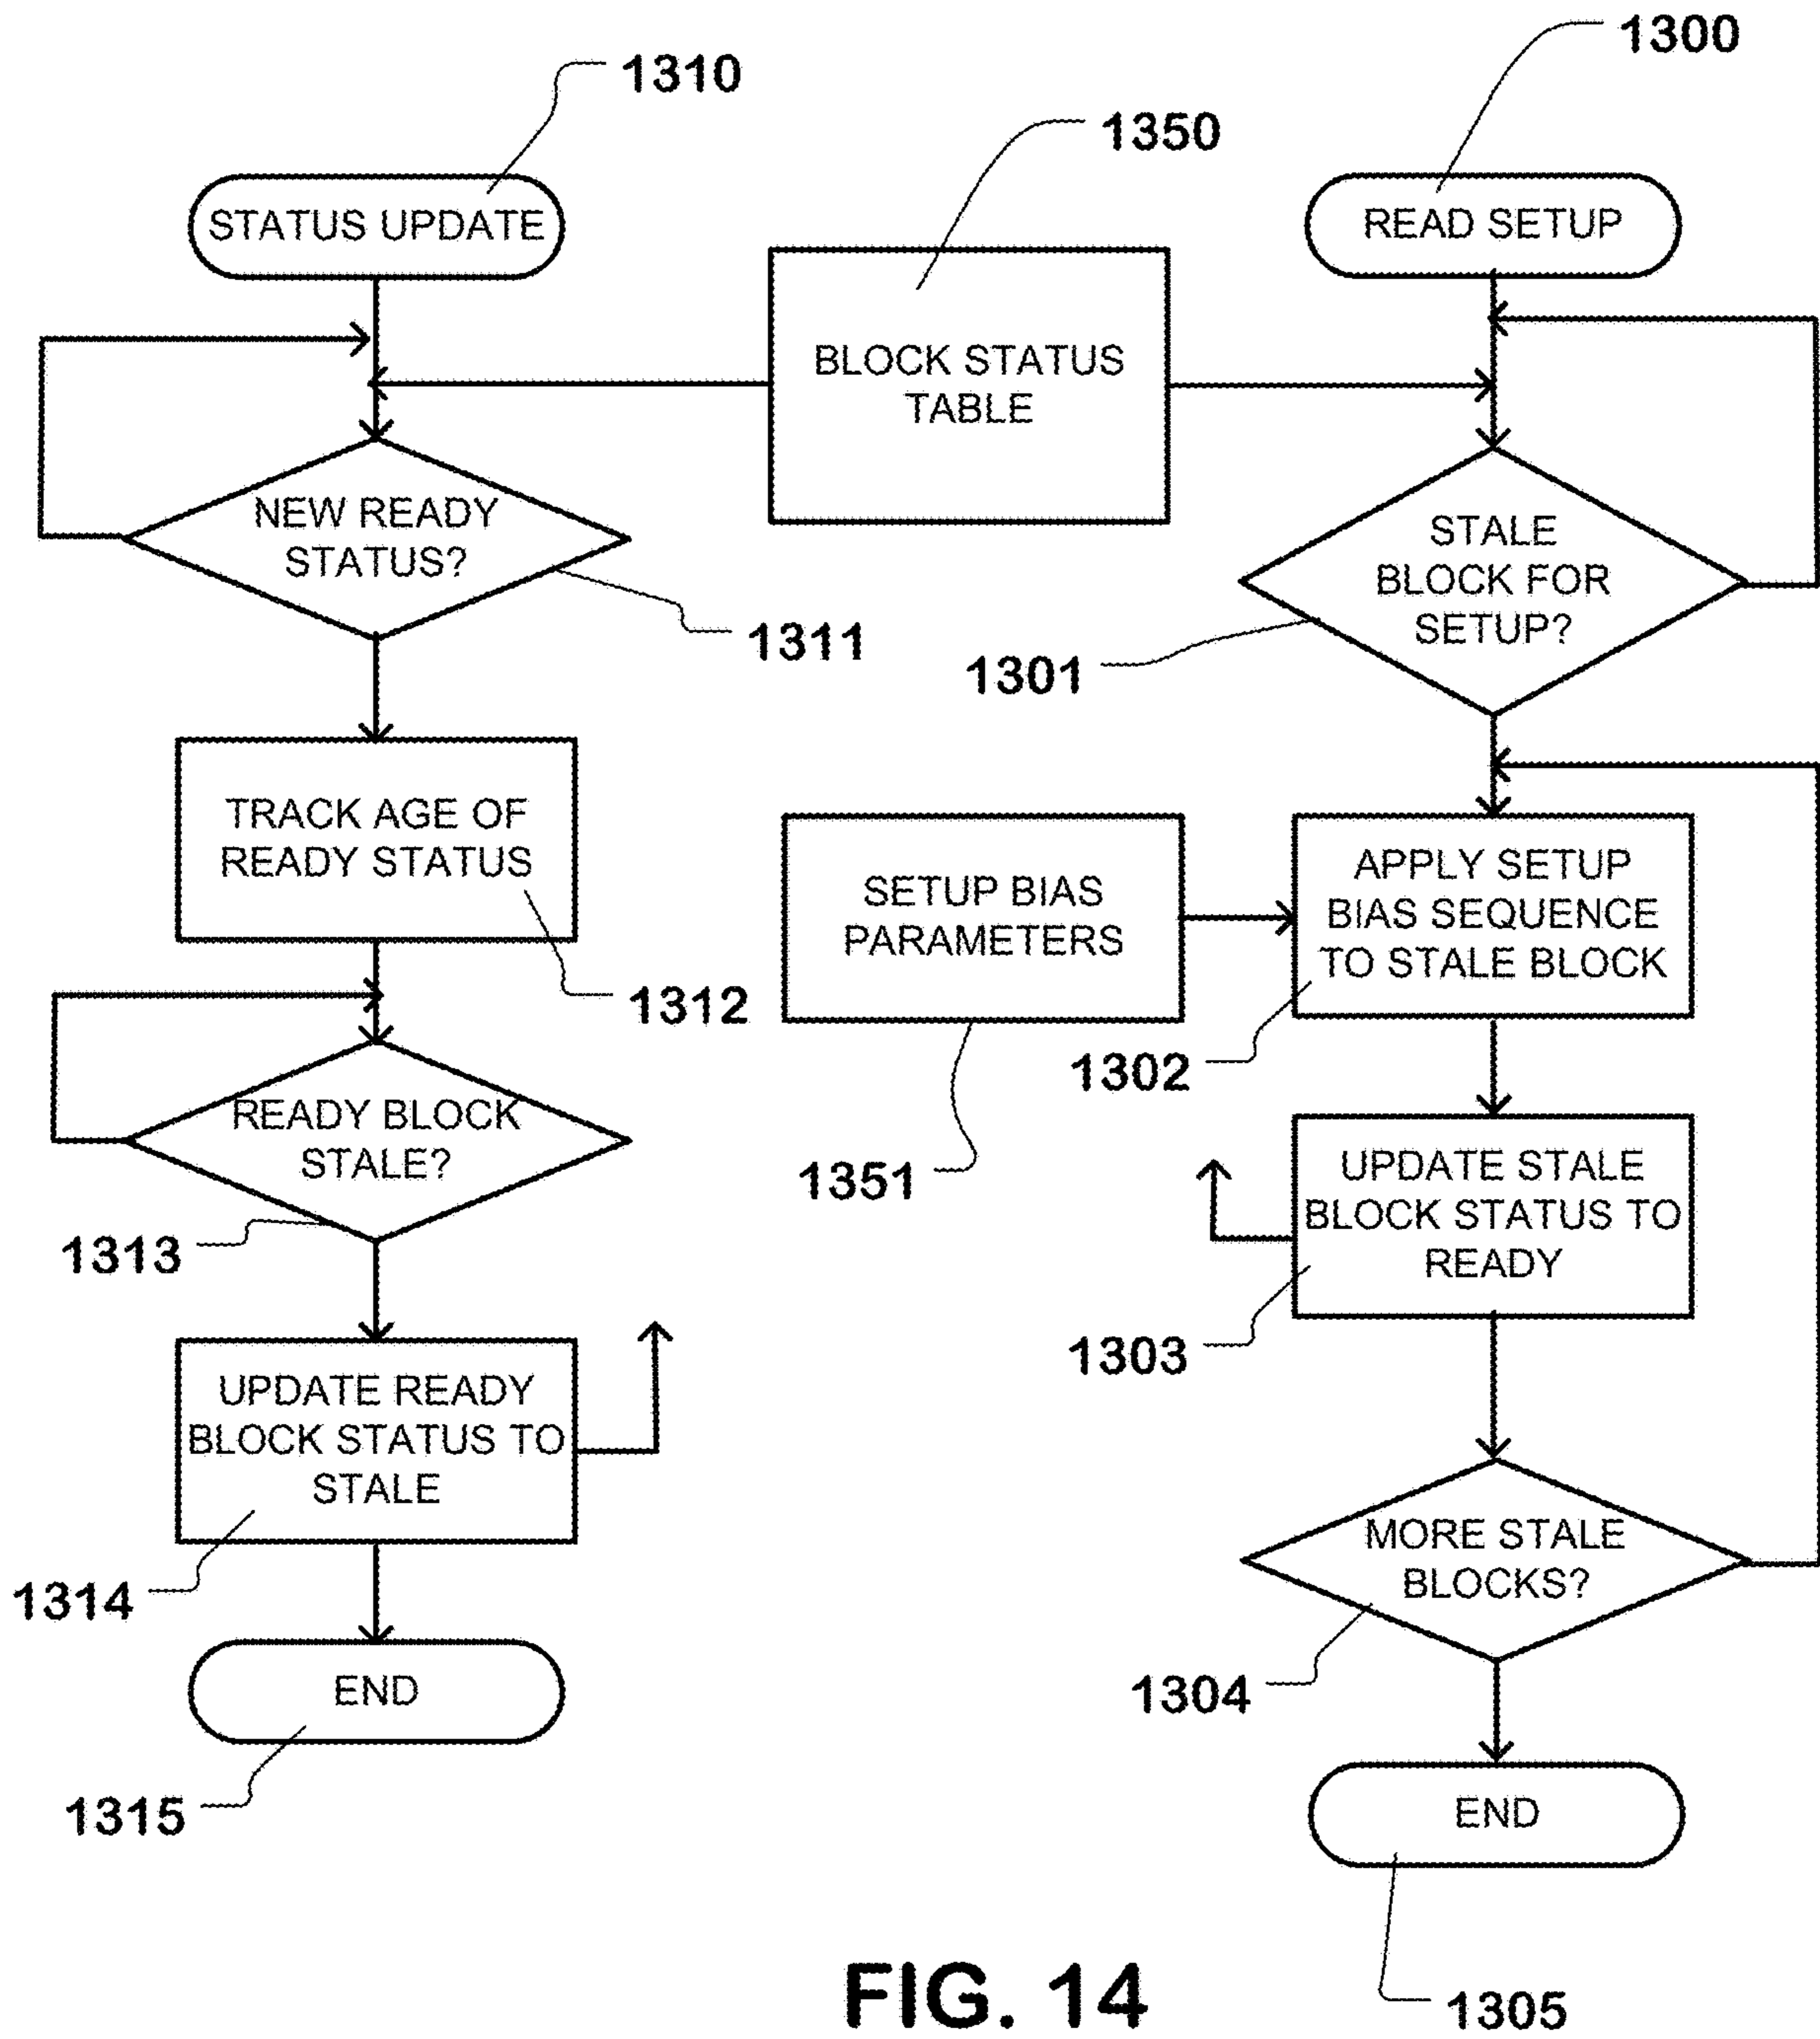 1300
1310
1350
STATUS UPDATE
READ SETUP
BLOCK STATUS
TABLE
NEW READY
STATUS?
1311
STALE
BLOCK FOR
SETUP?
1301
TRACK AGE OF
READY STATUS
1312
SETUP BIAS
PARAMETERS
1351
APPLY SETUP
BIAS SEQUENCE
TO STALE BLOCK
1302
READY BLOCK
STALE?
1313
UPDATE STALE
BLOCK STATUS TO
READY
1303
UPDATE READY
BLOCK STATUS TO
STALE
1314
MORE STALE
BLOCKS?
1304
END
1315
END
1305
FIG. 14